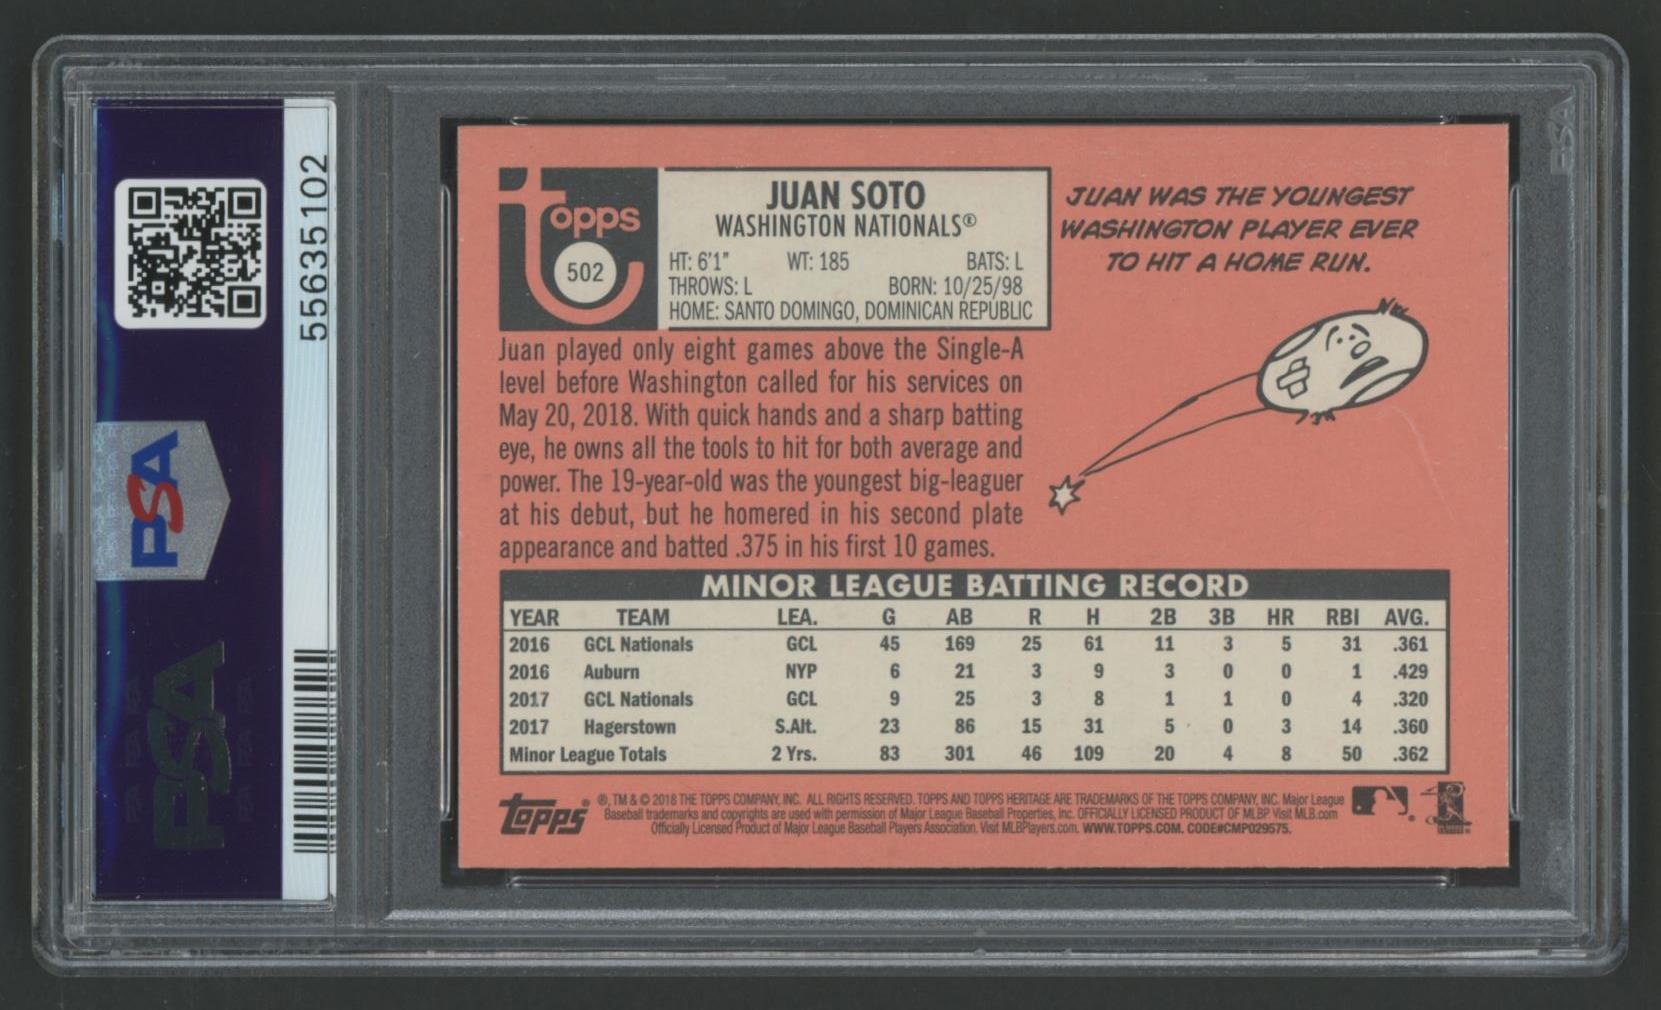 55635102
PSA
PSA
PSA
topps
502
JUAN SOTO
WASHINGTON NATIONALS®
HT: 6'1" WT: 185 BATS: L
THROWS: L BORN: 10/25/98
HOME: SANTO DOMINGO, DOMINICAN REPUBLIC
JUAN WAS THE YOUNGEST
WASHINGTON PLAYER EVER
TO HIT A HOME RUN.
Juan played only eight games above the Single-A
level before Washington called for his services on
May 20, 2018. With quick hands and a sharp batting
eye, he owns all the tools to hit for both average and
power. The 19-year-old was the youngest big-leaguer
at his debut, but he homered in his second plate
appearance and batted .375 in his first 10 games.
MINOR LEAGUE BATTING RECORD
YEAR TEAM LEA. G AB R H 2B 3B HR RBI AVG.
2016 GCL Nationals GCL 45 169 25 61 11 3 5 31 .361
2016 Auburn NYP 6 21 3 9 3 0 0 1 .429
2017 GCL Nationals GCL 9 25 3 8 1 1 0 4 .320
2017 Hagerstown S.Alt. 23 86 15 31 5 0 3 14 .360
Minor League Totals 2 Yrs. 83 301 46 109 20 4 8 50 .362
topps®
®, TM & © 2018 THE TOPPS COMPANY, INC. ALL RIGHTS RESERVED. TOPPS AND TOPPS HERITAGE ARE TRADEMARKS OF THE TOPPS COMPANY, INC. Major League
Baseball trademarks and copyrights are used with permission of Major League Baseball Properties, Inc. OFFICIALLY LICENSED PRODUCT OF MLBP. Visit MLB.com
Officially Licensed Product of Major League Baseball Players Association. Visit MLBPlayers.com. WWW.TOPPS.COM. CODE#CMP029575.